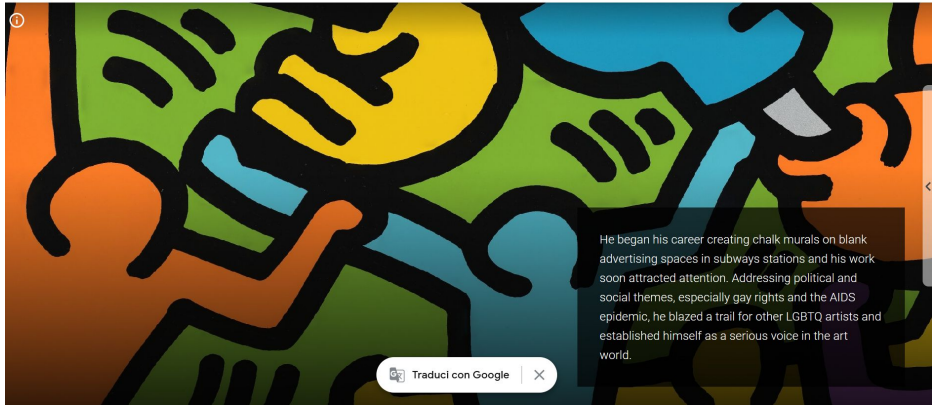 He began his career creating chalk murals on blank
advertising spaces in subways stations and his work
soon attracted attention. Addressing political and
social themes, especially gay rights and the AIDS
epidemic, he blazed a trail for other LGBTQ artists and
established himself as a serious voice in the art
world.
Traduci con Google